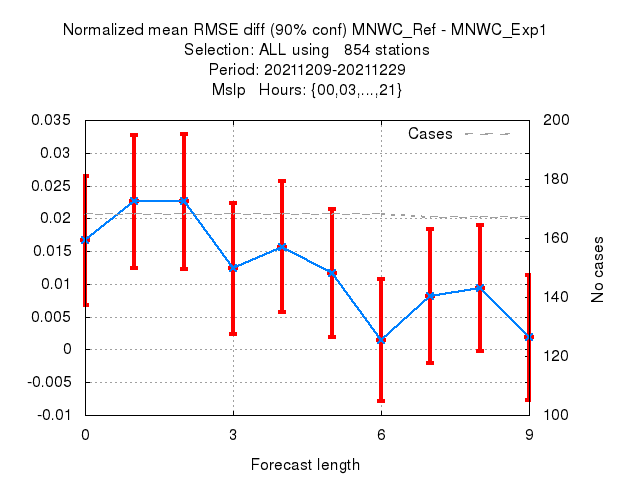 Normalized mean RMSE diff (90% conf) MNWC_Ref - MNWC_Exp1
Selection: ALL using   854 stations
Period: 20211209-20211229
Mslp   Hours: {00,03,...,21}
Cases
0.035
0.03
0.025
0.02
0.015
0.01
0.005
0
-0.005
-0.01
200
180
160
140
120
100
No cases
0 3 6 9
Forecast length